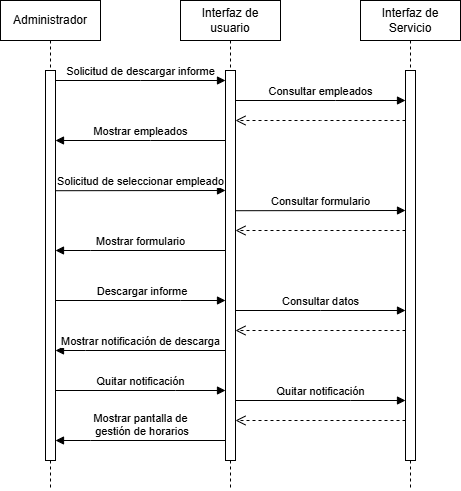 Administrador
Interfaz de
usuario
Interfaz de
Servicio
Solicitud de descargar informe
Consultar empleados
Mostrar empleados
Solicitud de seleccionar empleado
Consultar formulario
Mostrar formulario
Descargar informe
Consultar datos
Mostrar notificación de descarga
Quitar notificación
Quitar notificación
Mostrar pantalla de
gestión de horarios